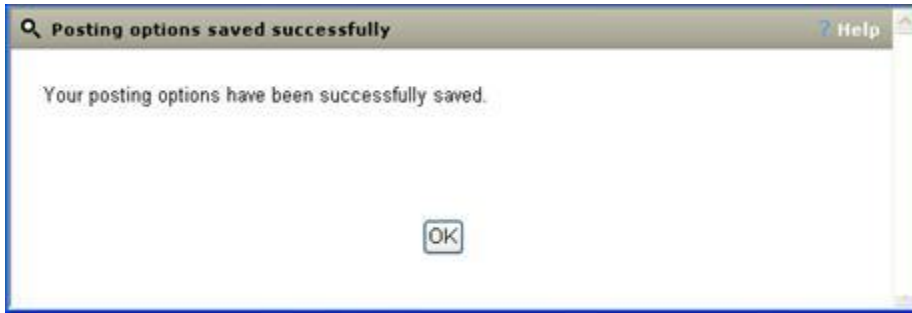 Posting options saved successfully ? Help
Your posting options have been successfully saved.
OK